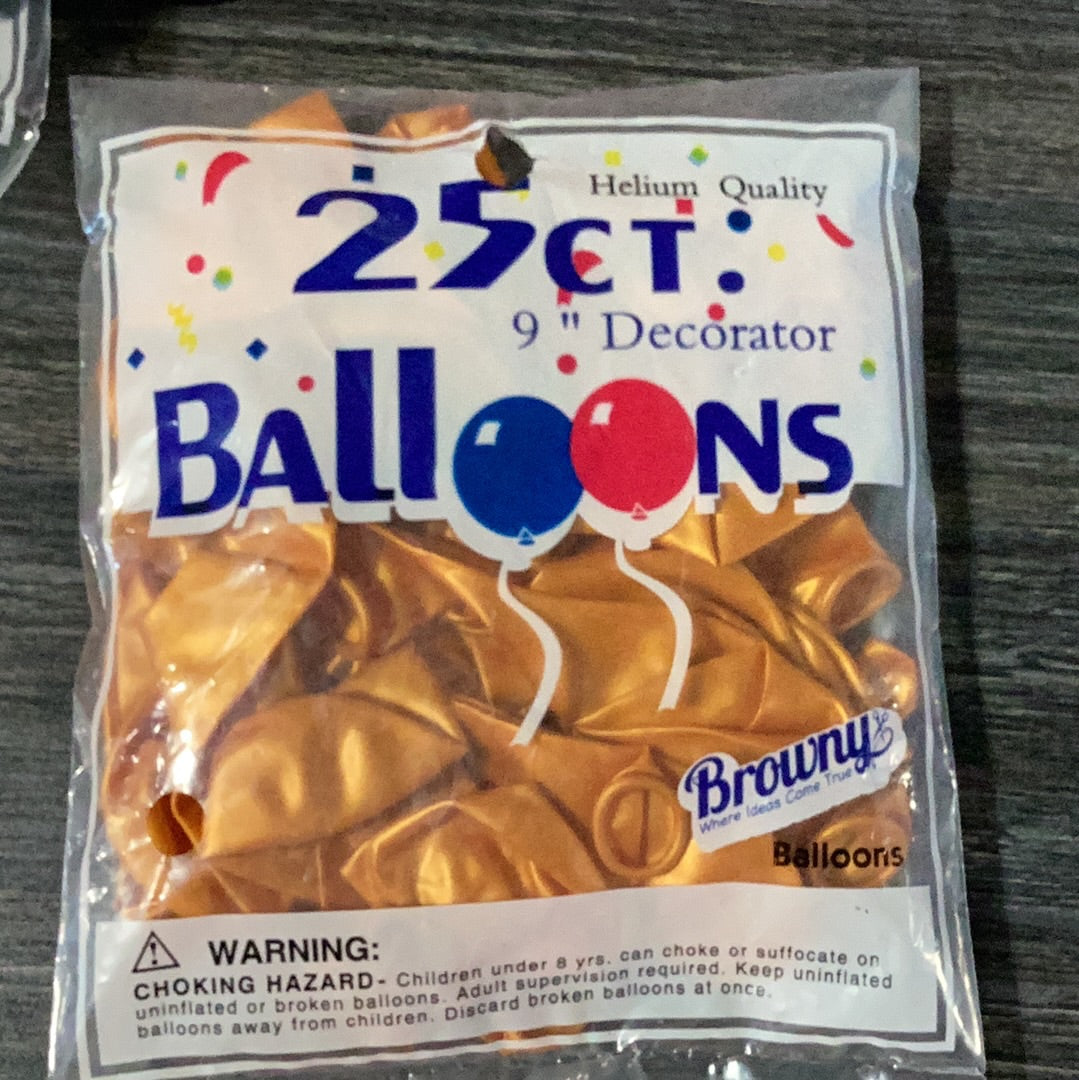 Helium Quality
25CT.
9 " Decorator
BAllOONS
Browny
Where Ideas Come True
Balloons
WARNING:
CHOKING HAZARD- Children under 8 yrs. can choke or suffocate on
uninflated or broken balloons. Adult supervision required. Keep uninflated
balloons away from children. Discard broken balloons at once.